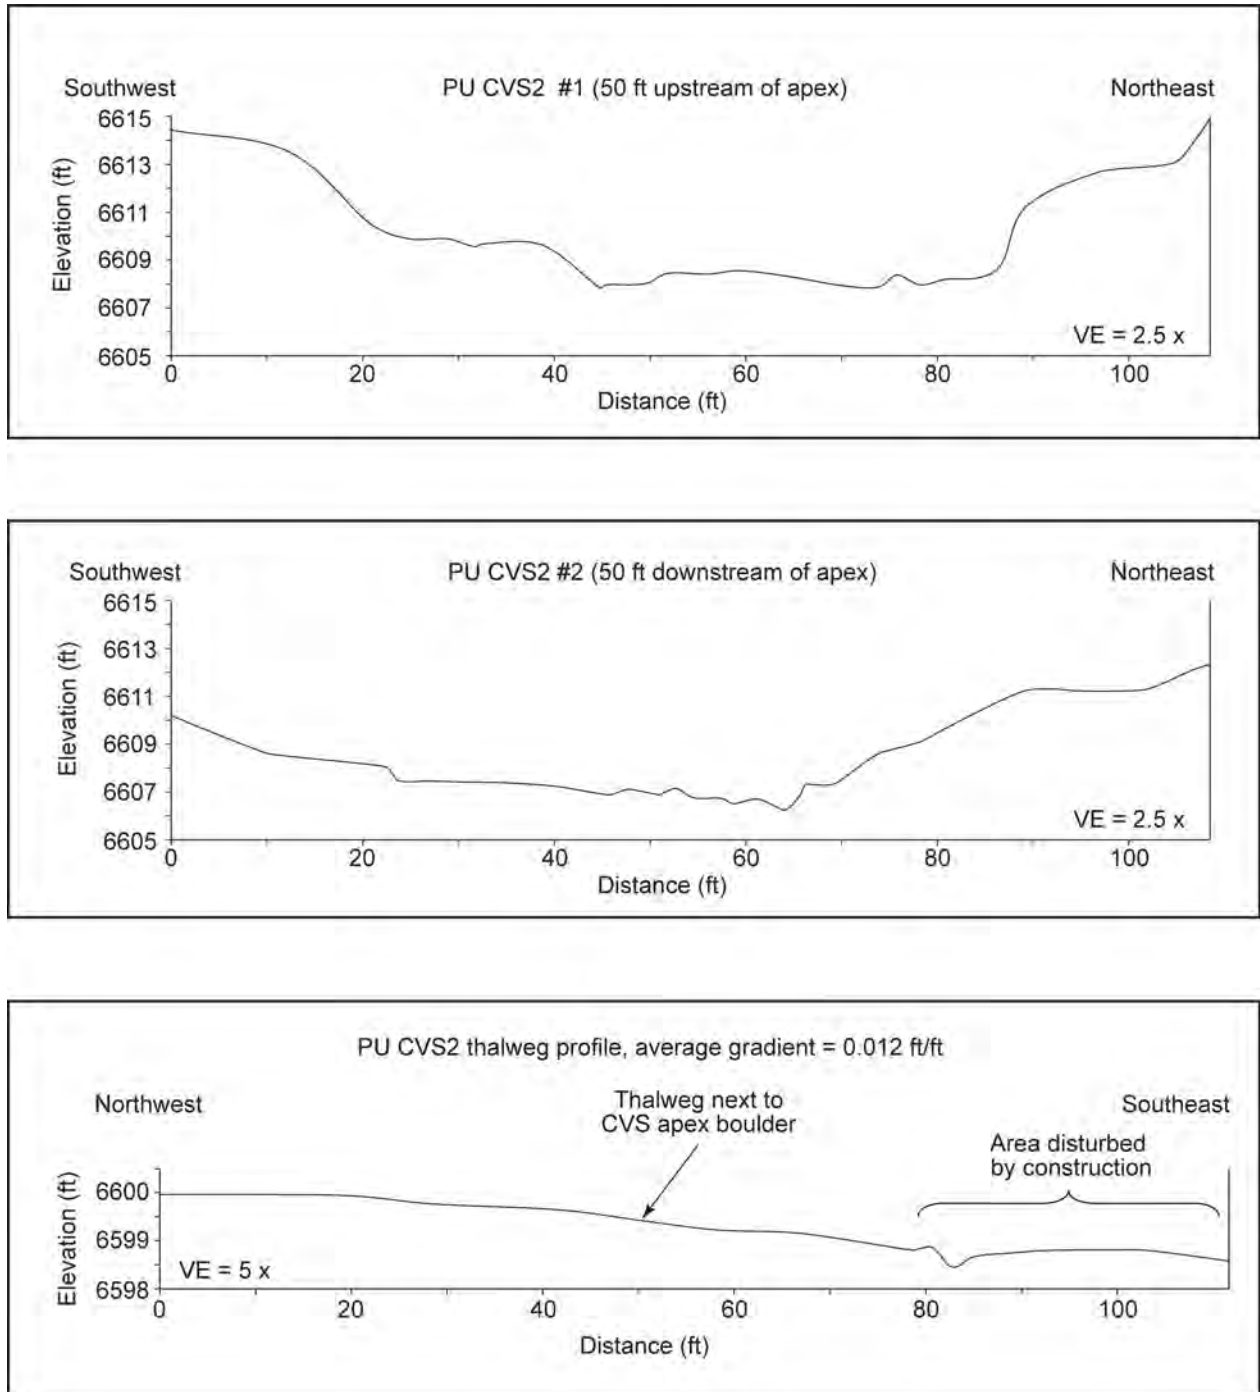 Southwest
PU CVS2 #1 (50 ft upstream of apex)
Northeast
6615
6613
6611
6609
6607
6605
Elevation (ft)
VE = 2.5 x
0
20
40
60
80
100
Distance (ft)
Southwest
PU CVS2 #2 (50 ft downstream of apex)
Northeast
6615
6613
6611
6609
6607
6605
Elevation (ft)
VE = 2.5 x
0
20
40
60
80
100
Distance (ft)
PU CVS2 thalweg profile, average gradient = 0.012 ft/ft
Northwest
Thalweg next to
CVS apex boulder
Southeast
Area disturbed
by construction
6600
6599
6598
Elevation (ft)
VE = 5 x
0
20
40
60
80
100
Distance (ft)